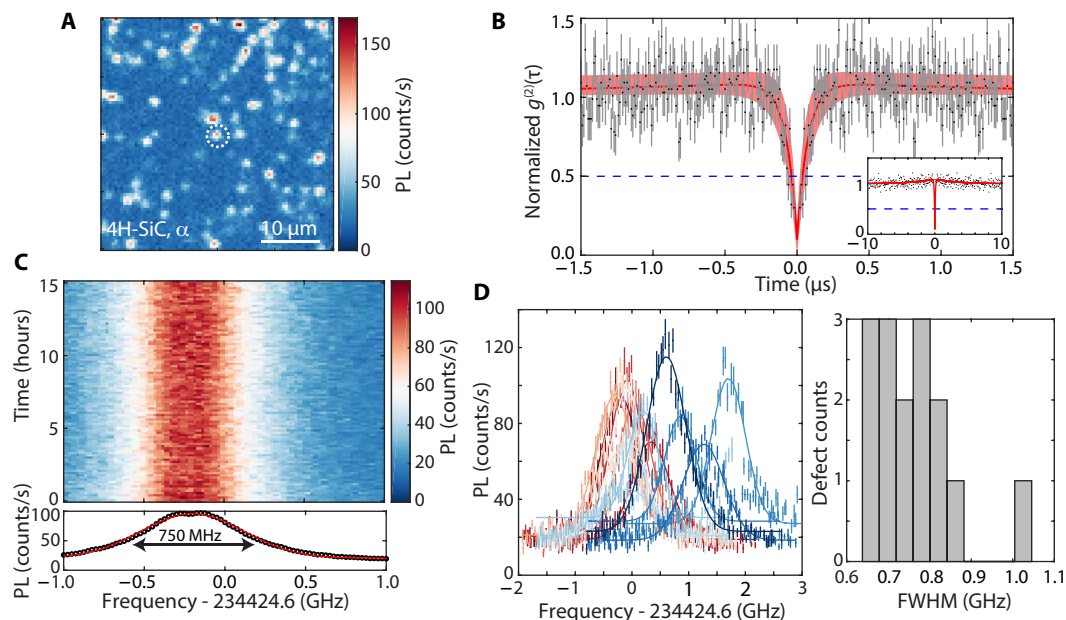 A
4H-SiC, α
10 μm
150
100
50
0
PL (counts/s)
B
Normalized g(2)(τ)
1.5
1.0
0.5
0.0
−1.5 −1.0 −0.5 0.0 0.5 1.0 1.5
Time (μs)
1
0
−10 0 10
C
Time (hours)
15
10
5
0
100
80
60
40
20
0
PL (counts/s)
PL (counts/s)
100
50
0
750 MHz
−1.0 −0.5 0.0 0.5 1.0
Frequency - 234424.6 (GHz)
D
PL (counts/s)
120
90
60
30
−2 −1 0 1 2 3
Frequency - 234424.6 (GHz)
Defect counts
3
2
1
0
0.6 0.7 0.8 0.9 1.0 1.1
FWHM (GHz)